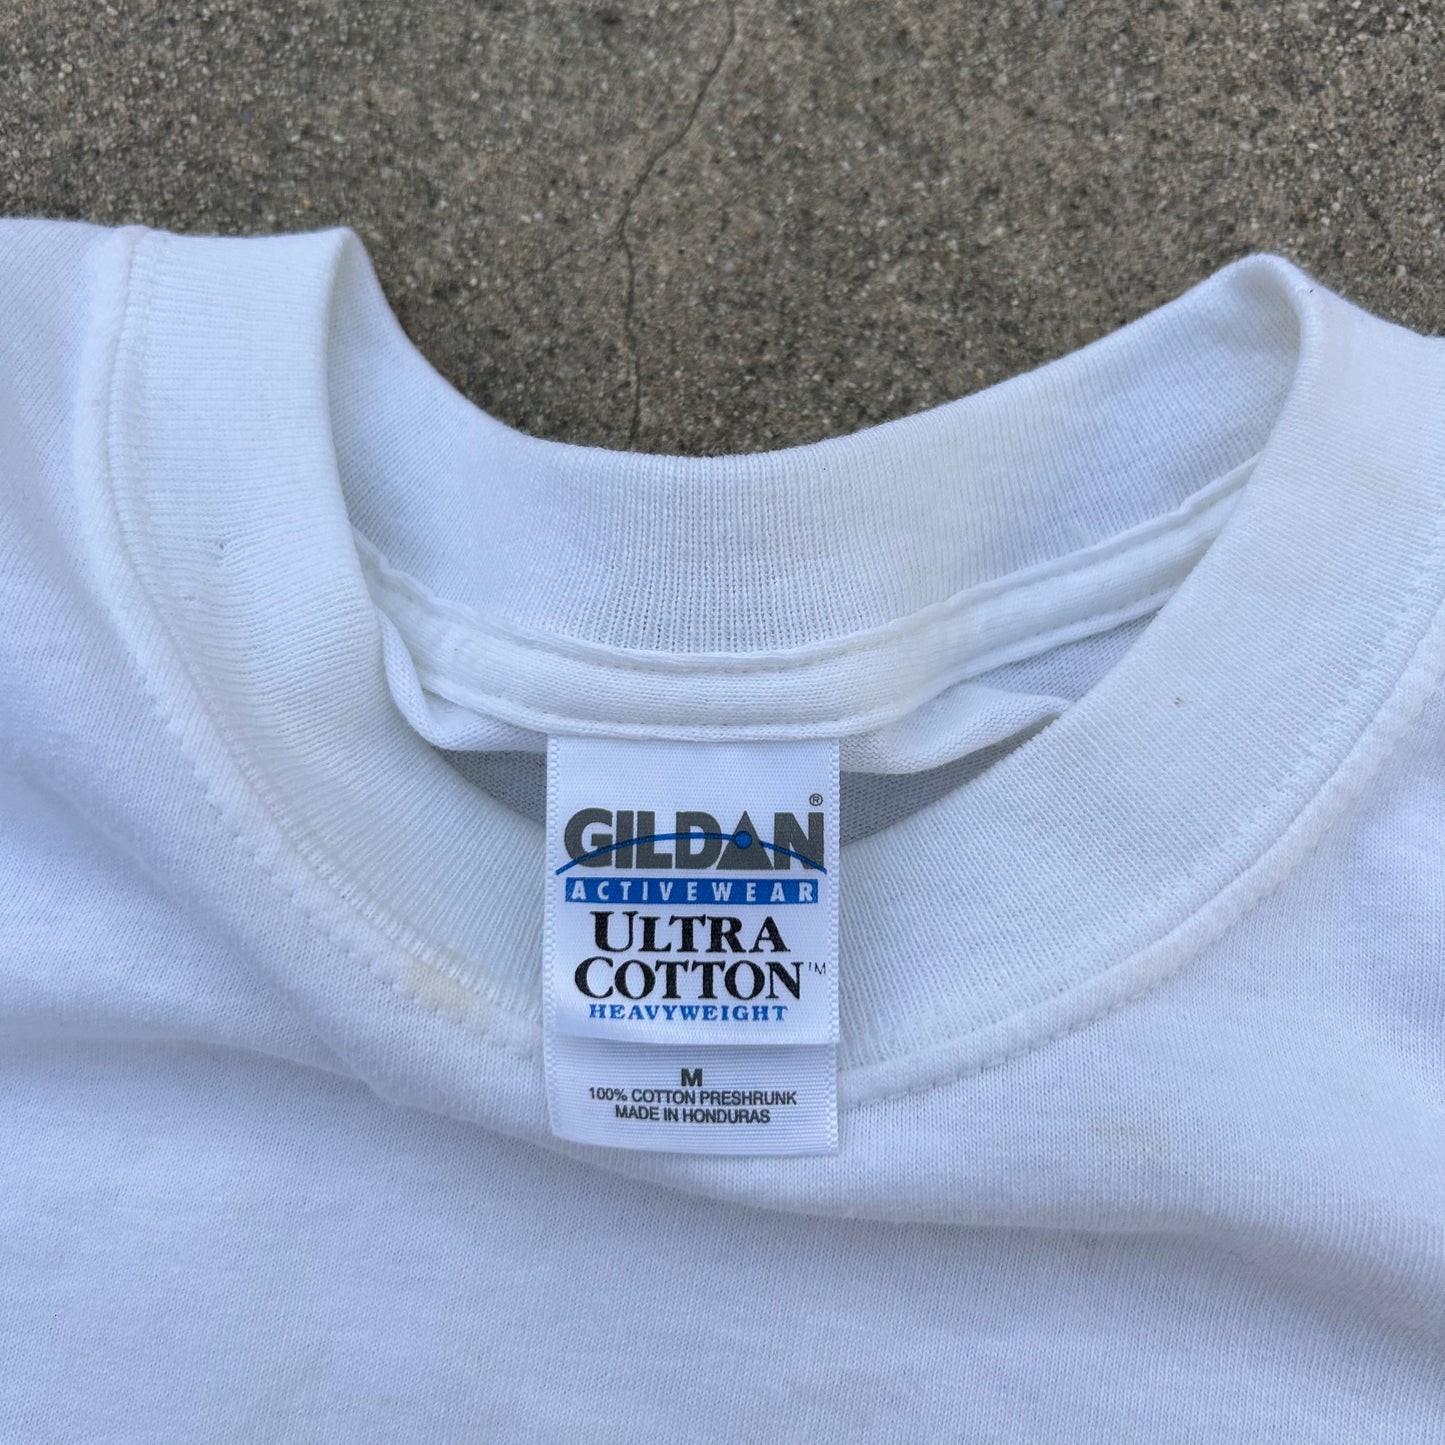 GILDAN®
ACTIVEWEAR
ULTRA
COTTON™
HEAVYWEIGHT
M
100% COTTON PRESHRUNK
MADE IN HONDURAS